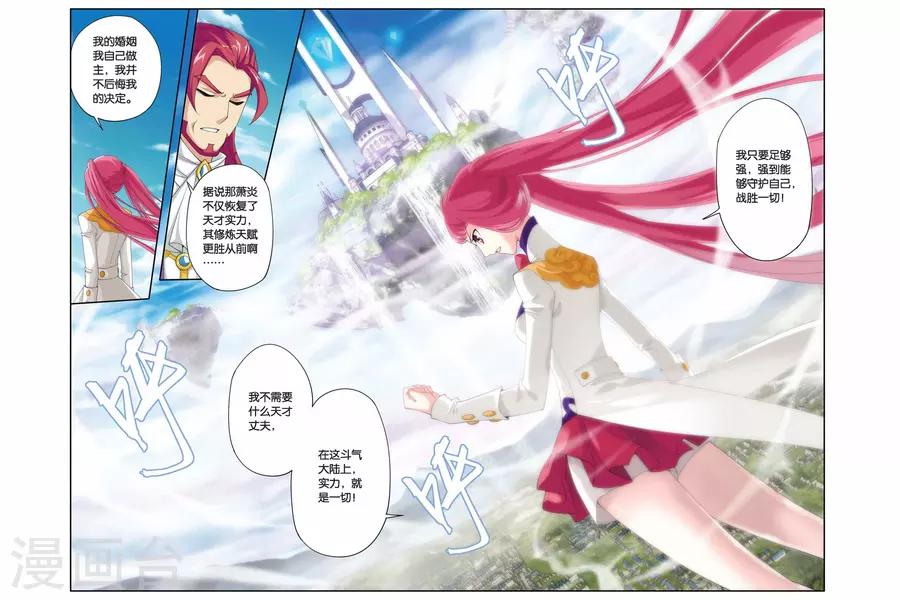 我的婚姻
我自己做
主，我并
不后悔我
的决定。
据说那萧炎
不仅恢复了
天才实力，
其修炼天赋
更胜从前啊
……
呼
我只要足够
强，强到能
够守护自己，
战胜一切！
呼
我不需要
什么天才
丈夫，
在这斗气
大陆上，
实力，就
是一切！
呼
漫画台